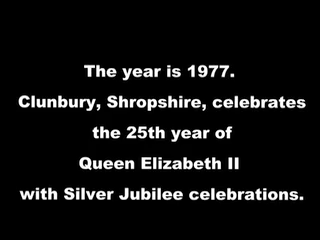 The year is 1977.
Clunbury, Shropshire, celebrates
the 25th year of
Queen Elizabeth II
with Silver Jubilee celebrations.